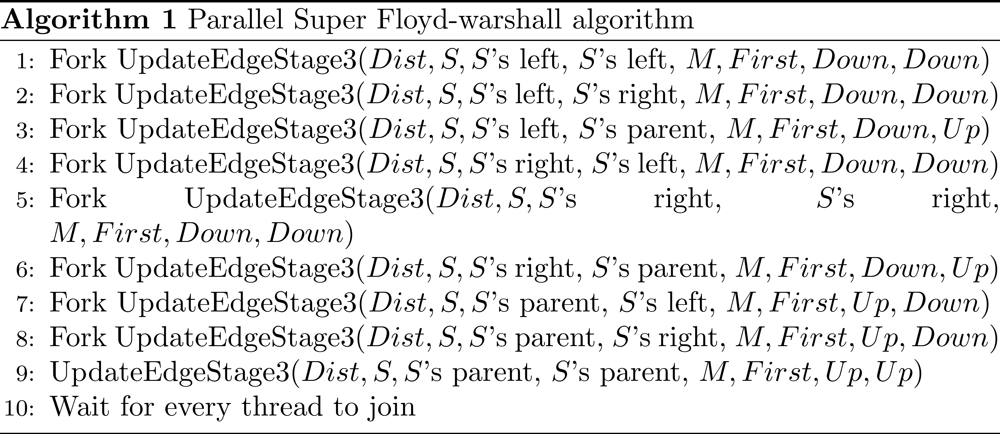 Algorithm 1 Parallel Super Floyd-warshall algorithm
1: Fork UpdateEdgeStage3(Dist, S, S's left, S's left, M, First, Down, Down)
2: Fork UpdateEdgeStage3(Dist, S, S's left, S's right, M, First, Down, Down)
3: Fork UpdateEdgeStage3(Dist, S, S's left, S's parent, M, First, Down, Up)
4: Fork UpdateEdgeStage3(Dist, S, S's right, S's left, M, First, Down, Down)
5: Fork UpdateEdgeStage3(Dist, S, S's right, S's right,
M, First, Down, Down)
6: Fork UpdateEdgeStage3(Dist, S, S's right, S's parent, M, First, Down, Up)
7: Fork UpdateEdgeStage3(Dist, S, S's parent, S's left, M, First, Up, Down)
8: Fork UpdateEdgeStage3(Dist, S, S's parent, S's right, M, First, Up, Down)
9: UpdateEdgeStage3(Dist, S, S's parent, S's parent, M, First, Up, Up)
10: Wait for every thread to join